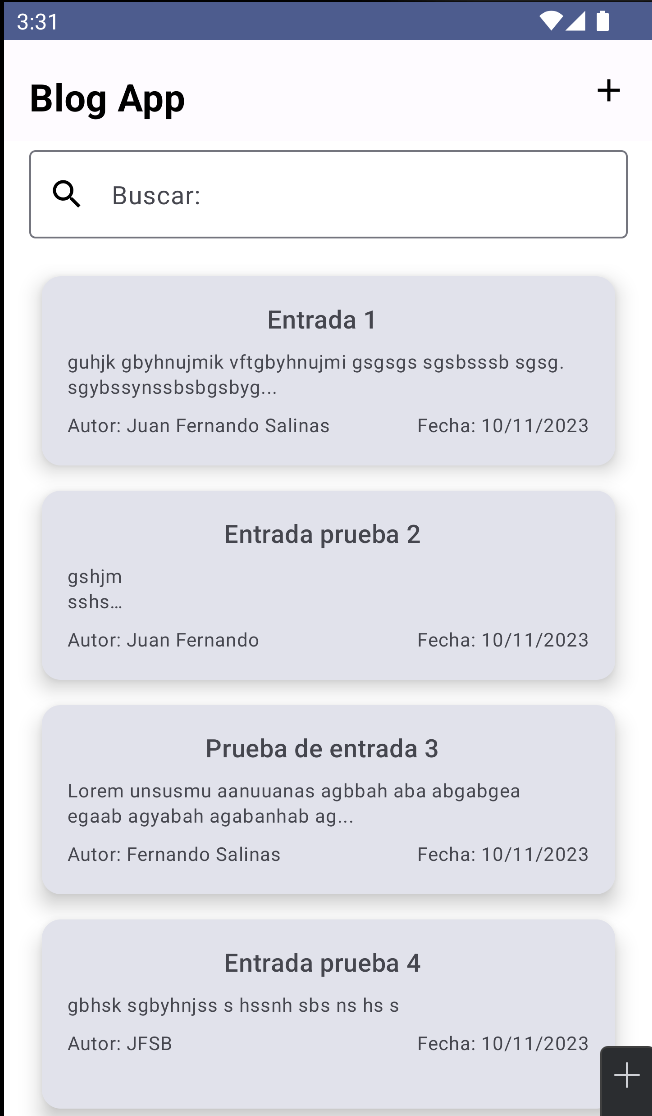 3:31
Blog App
Buscar:
Entrada 1
guhjk gbyhnujmik vftgbyhnujmi gsgsgs sgsbsssb sgsg.
sgybssynssbsbgsbyg...
Autor: Juan Fernando Salinas Fecha: 10/11/2023
Entrada prueba 2
gshjm
sshs...
Autor: Juan Fernando Fecha: 10/11/2023
Prueba de entrada 3
Lorem unsusmu aanuuanas agbbah aba abgabgea
egaab agyabah agabanhab ag...
Autor: Fernando Salinas Fecha: 10/11/2023
Entrada prueba 4
gbhsk sgbyhnjss s hssnh sbs ns hs s
Autor: JFSB Fecha: 10/11/2023